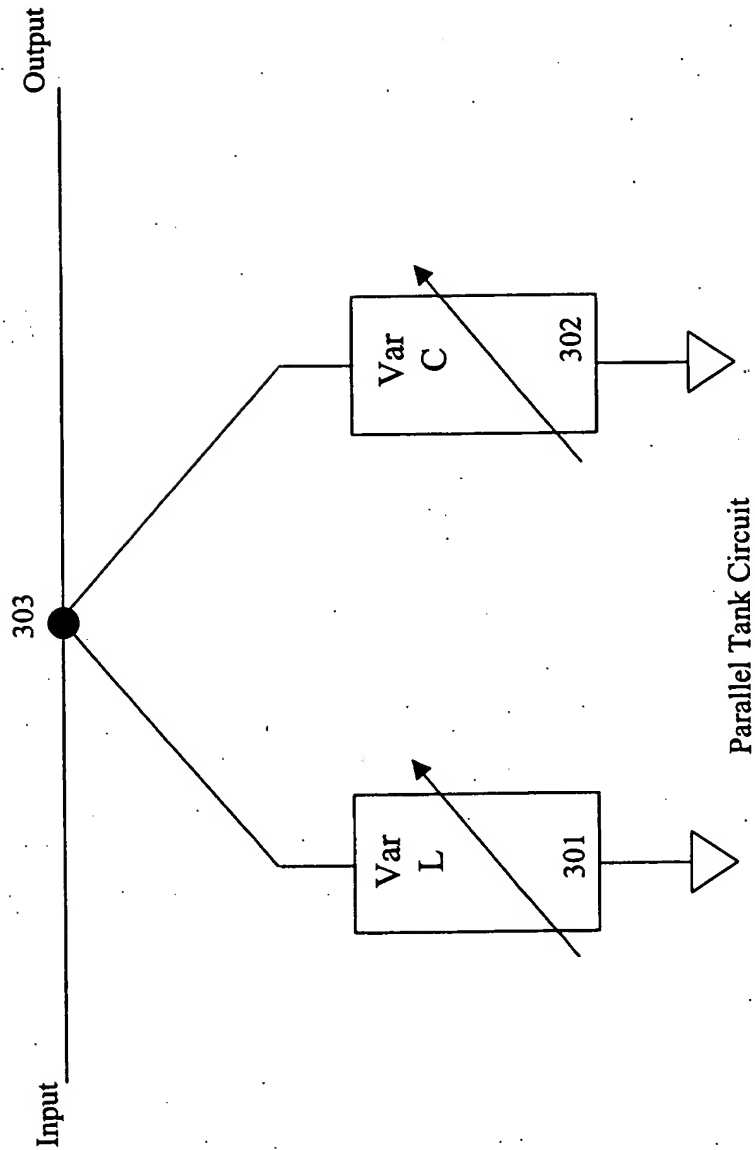 Input
303
Output
Var
L
301
Var
C
302
Parallel Tank Circuit